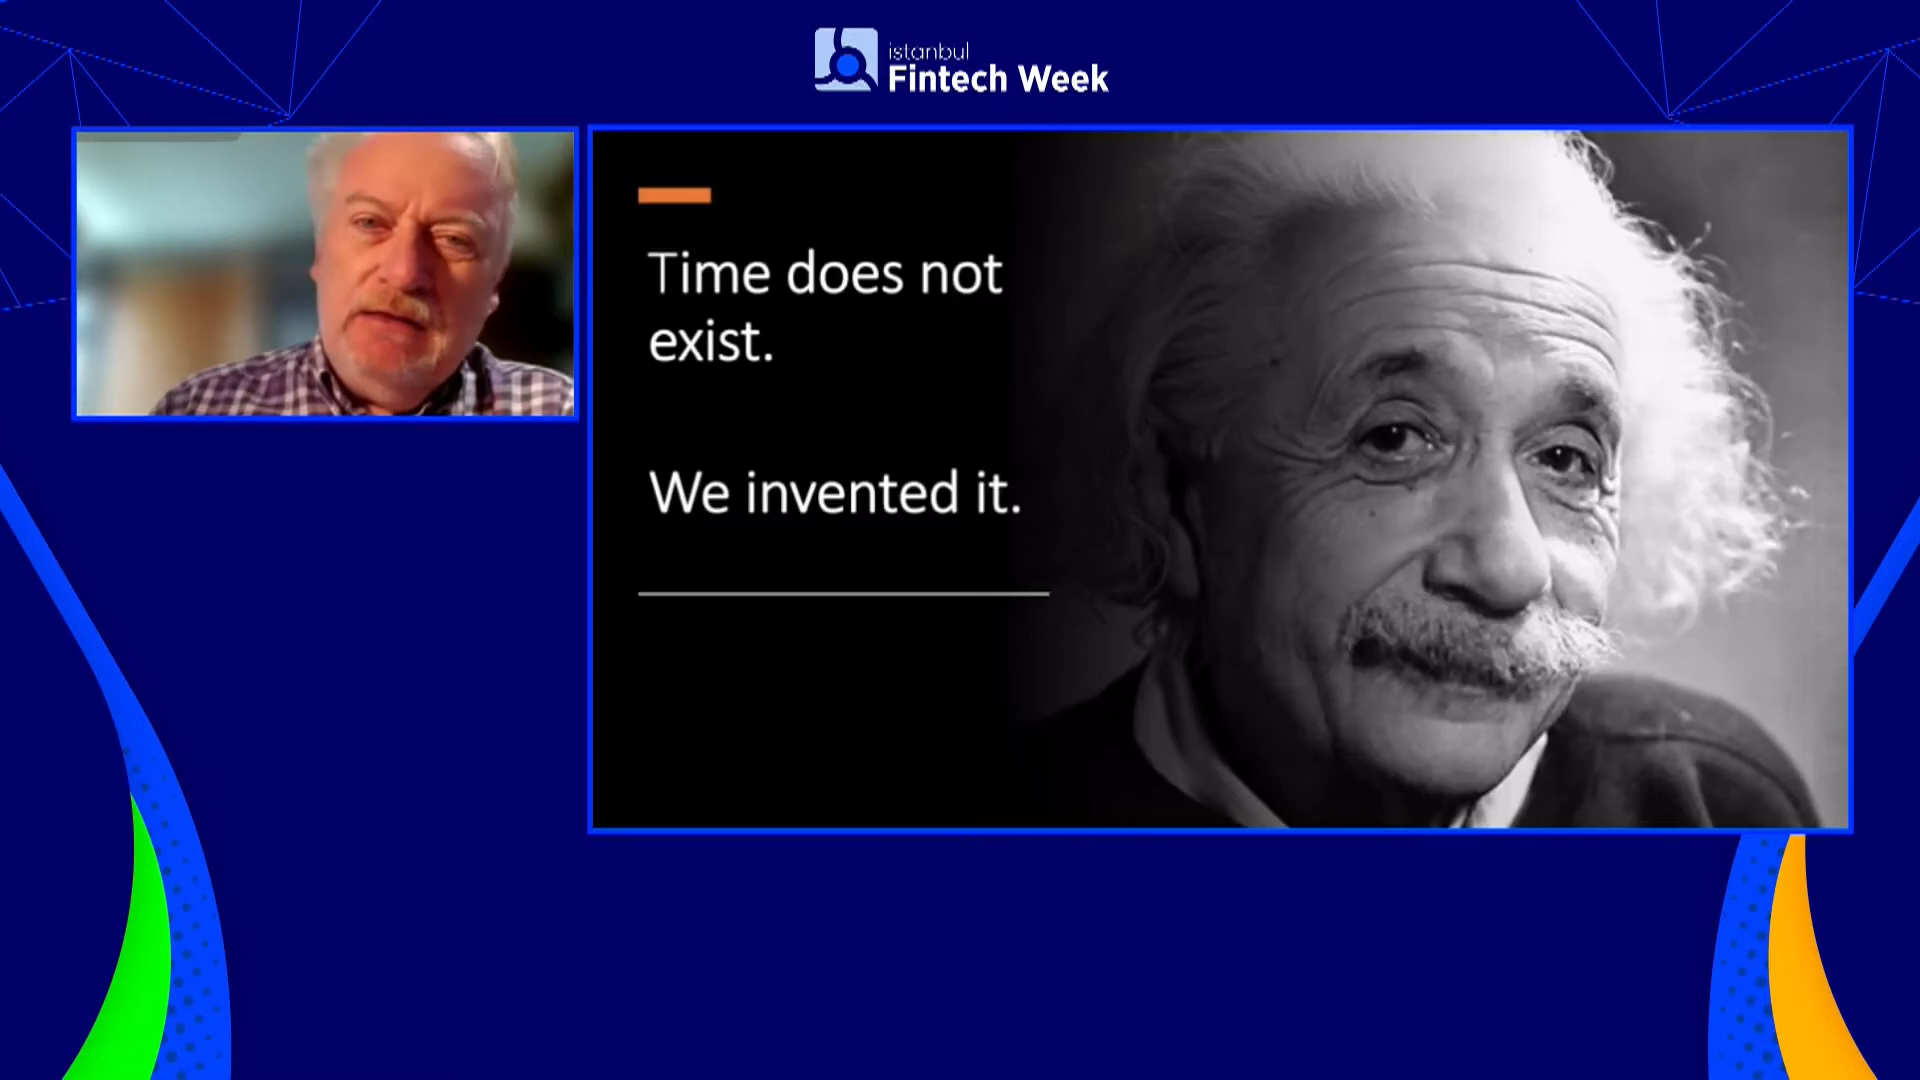 istanbul
Fintech Week
Time does not
exist.
We invented it.